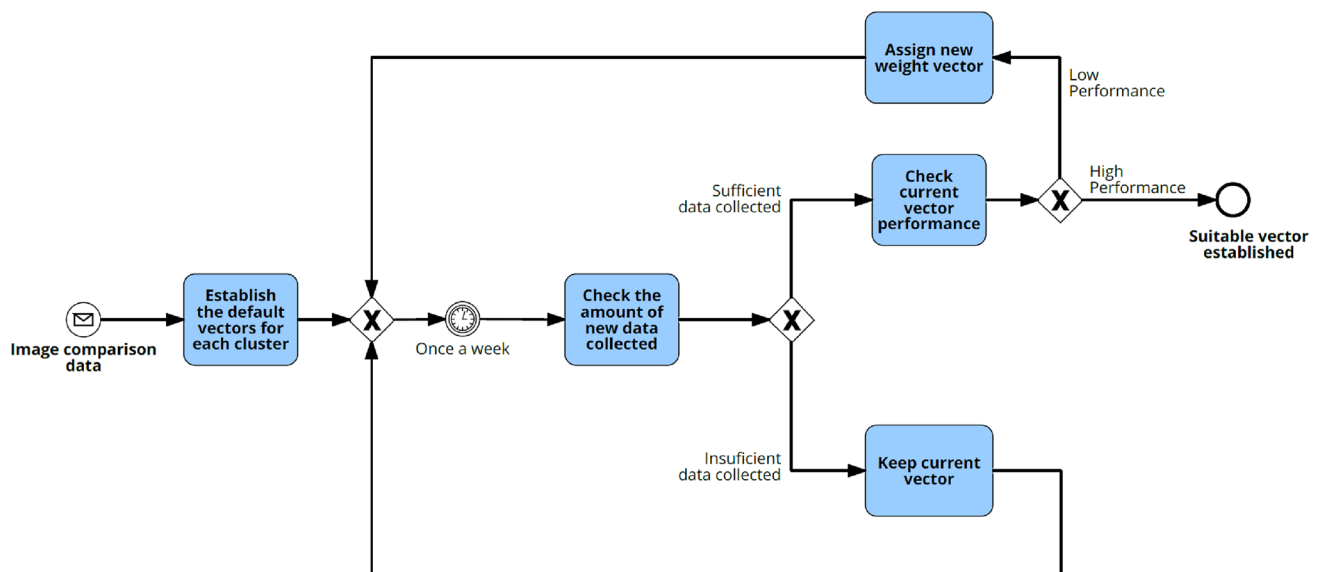 Assign new
weight vector
Low
Performance
Check
current
vector
performance
High
Performance
Sufficient
data collected
Suitable vector
established
Establish
the default
vectors for
each cluster
Check the
amount of
new data
collected
Image comparison
data
Once a week
Insuficient
data collected
Keep current
vector